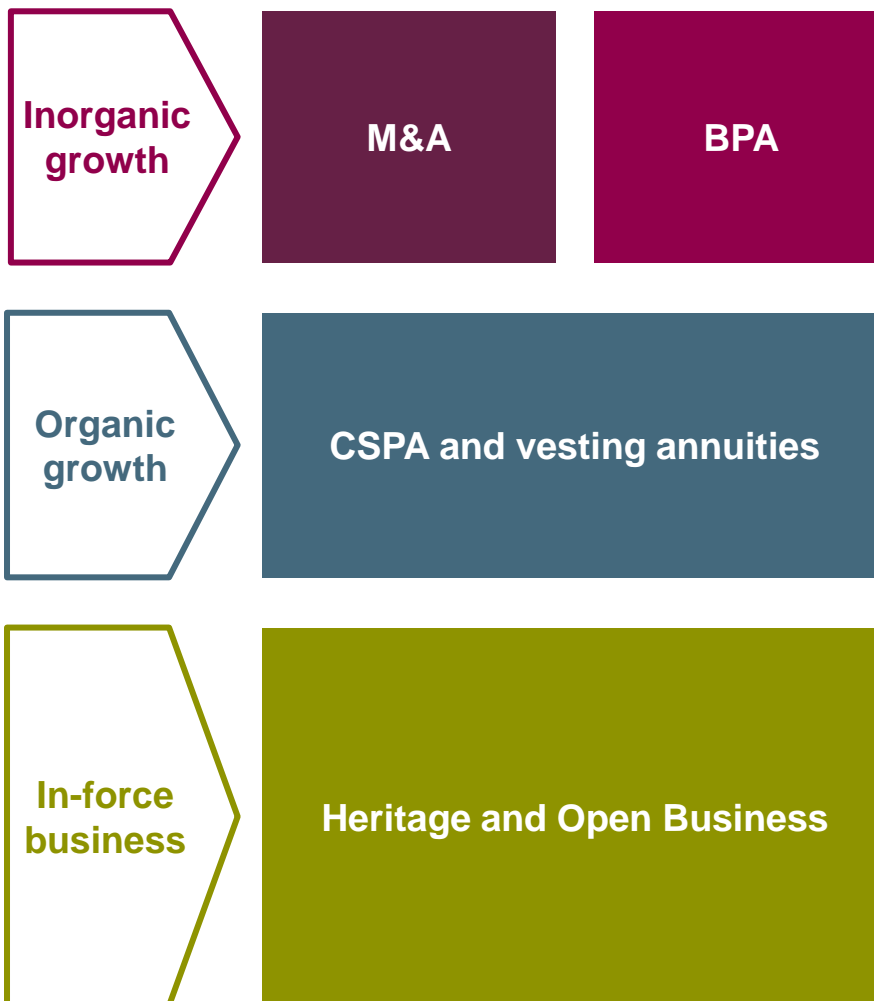 Inorganic
growth
M&A
BPA
Organic
growth
CSPA and vesting annuities
In-force
business
Heritage and Open Business